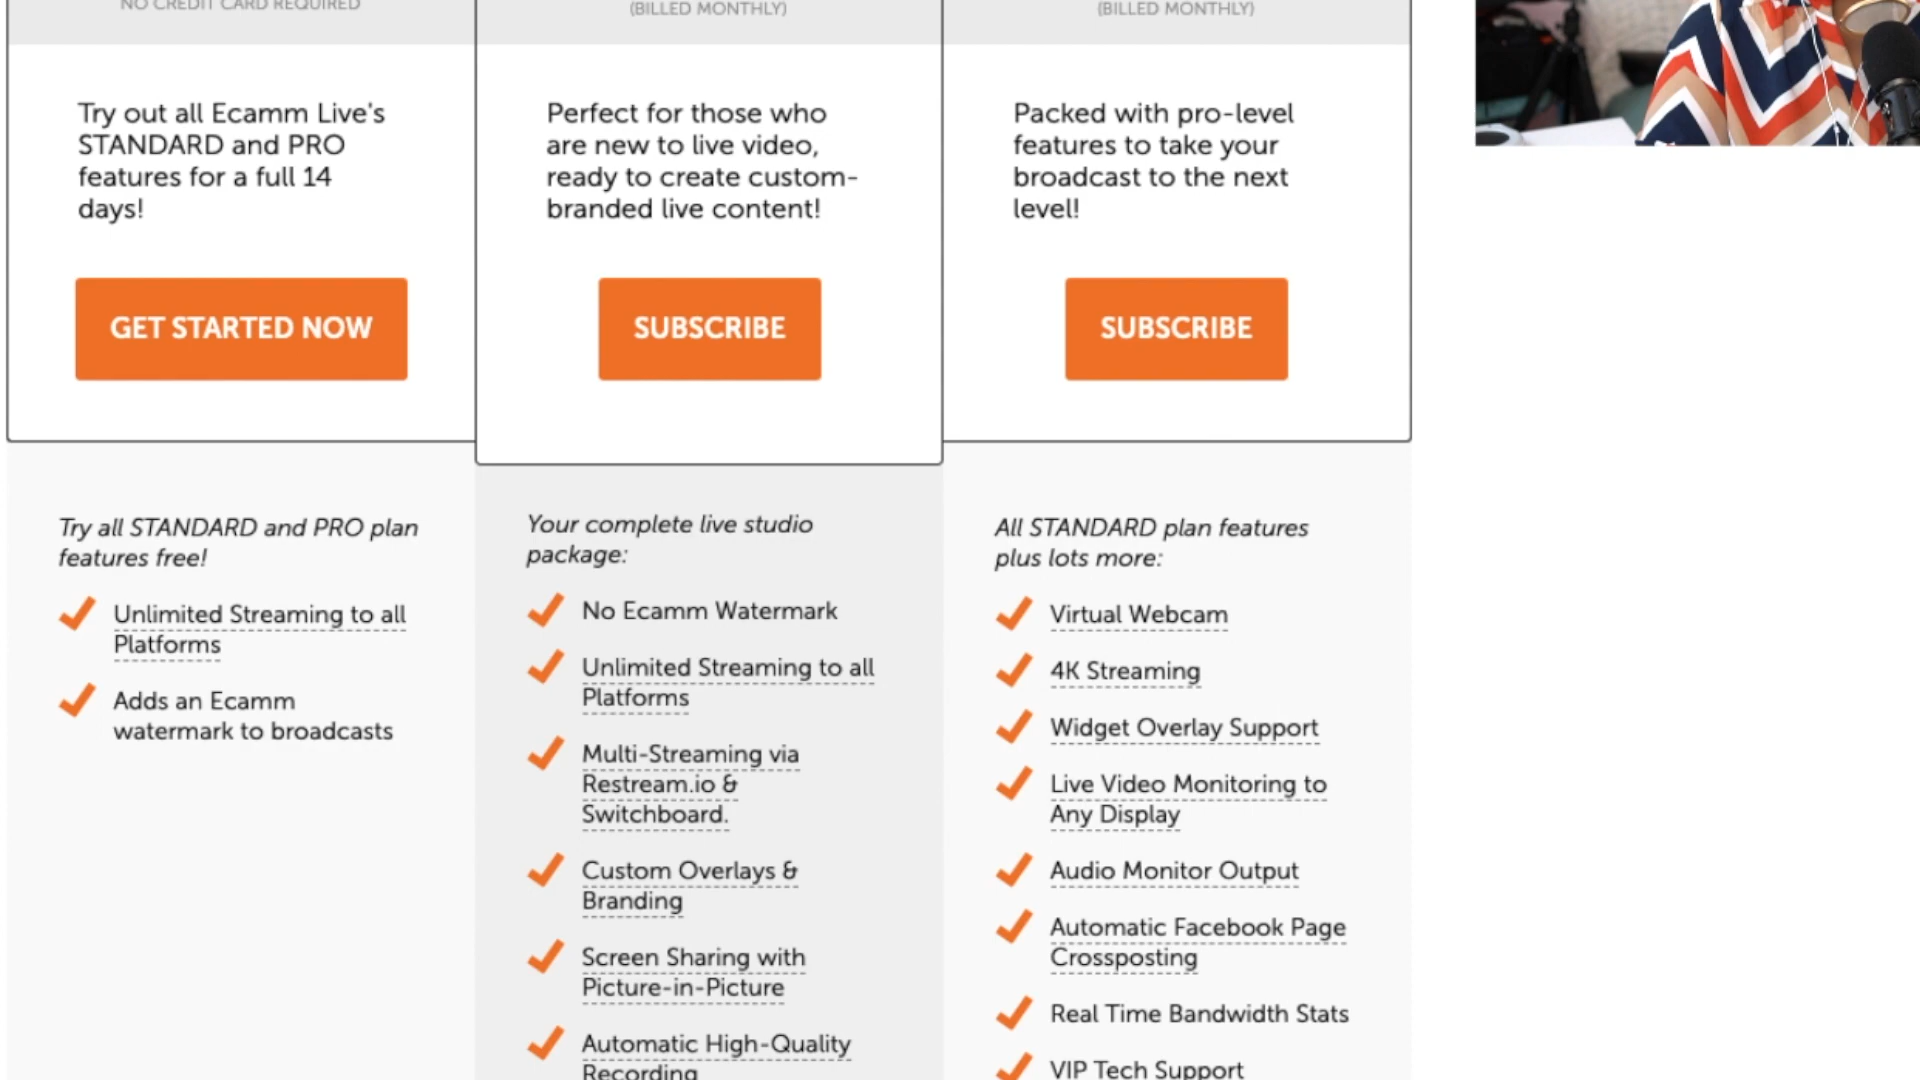 NO CREDIT CARD REQUIRED
(BILLED MONTHLY)
(BILLED MONTHLY)
Try out all Ecamm Live's
STANDARD and PRO
features for a full 14
days!
GET STARTED NOW
Perfect for those who
are new to live video,
ready to create custom-
branded live content!
SUBSCRIBE
Packed with pro-level
features to take your
broadcast to the next
level!
SUBSCRIBE
Try all STANDARD and PRO plan
features free!
Unlimited Streaming to all
Platforms
Adds an Ecamm
watermark to broadcasts
Your complete live studio
package:
No Ecamm Watermark
Unlimited Streaming to all
Platforms
Multi-Streaming via
Restream.io &
Switchboard.
Custom Overlays &
Branding
Screen Sharing with
Picture-in-Picture
Automatic High-Quality
Recording
All STANDARD plan features
plus lots more:
Virtual Webcam
4K Streaming
Widget Overlay Support
Live Video Monitoring to
Any Display
Audio Monitor Output
Automatic Facebook Page
Crossposting
Real Time Bandwidth Stats
VIP Tech Support